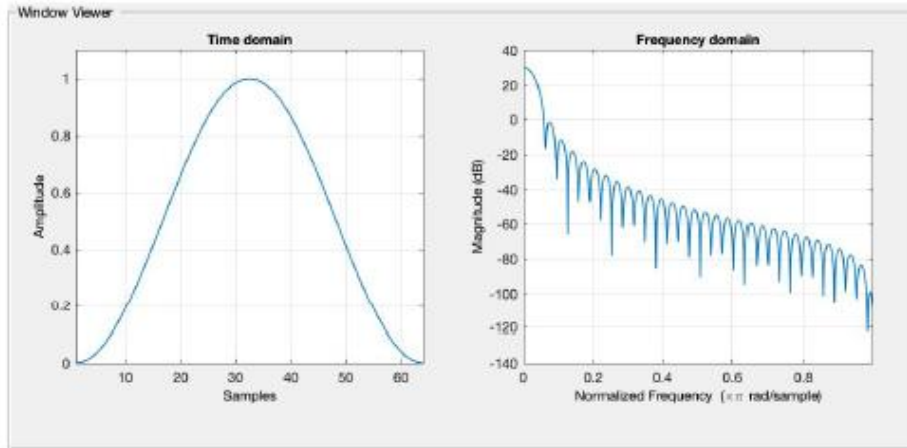 Window Viewer
Time domain
Amplitude
1
0.8
0.6
0.4
0.2
0
10 20 30 40 50 60
Samples
Frequency domain
Magnitude (dB)
40
20
0
-20
-40
-60
-80
-100
-120
-140
0 0.2 0.4 0.6 0.8
Normalized Frequency (×π rad/sample)